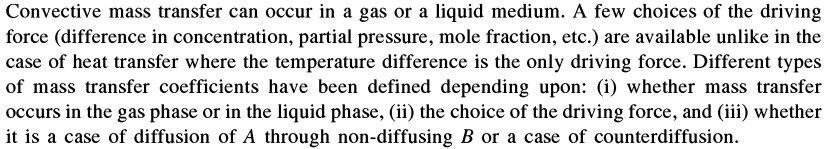 Convective mass transfer can occur in a gas or a liquid medium. A few choices of the driving
force (difference in concentration, partial pressure, mole fraction, etc.) are available unlike in the
case of heat transfer where the temperature difference is the only driving force. Different types
of mass transfer coefficients have been defined depending upon: (i) whether mass transfer
occurs in the gas phase or in the liquid phase, (ii) the choice of the driving force, and (iii) whether
it is a case of diffusion of A through non-diffusing B or a case of counterdiffusion.